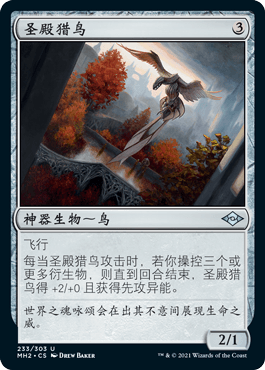 圣殿猎鸟 3
神器生物～鸟
飞行
每当圣殿猎鸟攻击时，若你操控三个或
更多衍生物，则直到回合结束，圣殿猎
鸟得 +2/+0 且获得先攻异能。
世界之魂咏颂会在出其不意间展现生命之
威。
2/1
233/303 U
MH2 • CS DREW BAKER
™ & © 2021 Wizards of the Coast